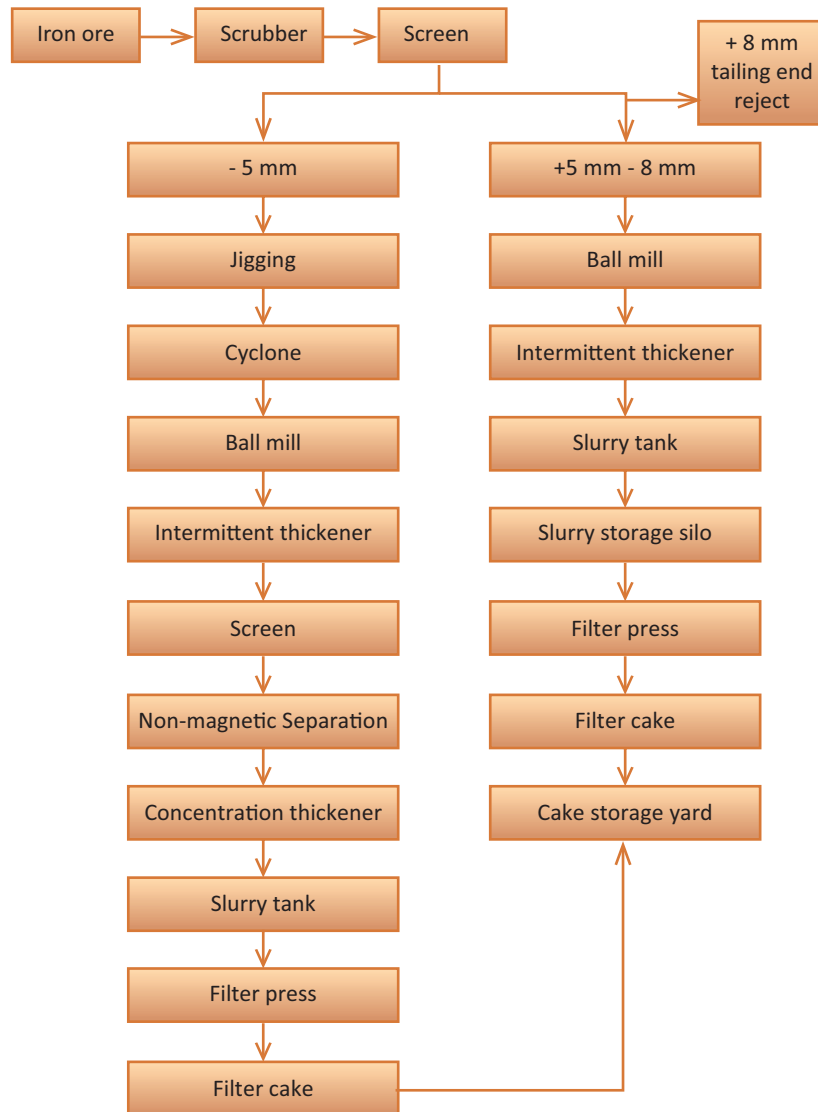 Iron ore
Scrubber
Screen
+ 8 mm
tailing end
reject
- 5 mm
Jigging
Cyclone
Ball mill
Intermittent thickener
Screen
Non-magnetic Separation
Concentration thickener
Slurry tank
Filter press
Filter cake
+5 mm - 8 mm
Ball mill
Intermittent thickener
Slurry tank
Slurry storage silo
Filter press
Filter cake
Cake storage yard